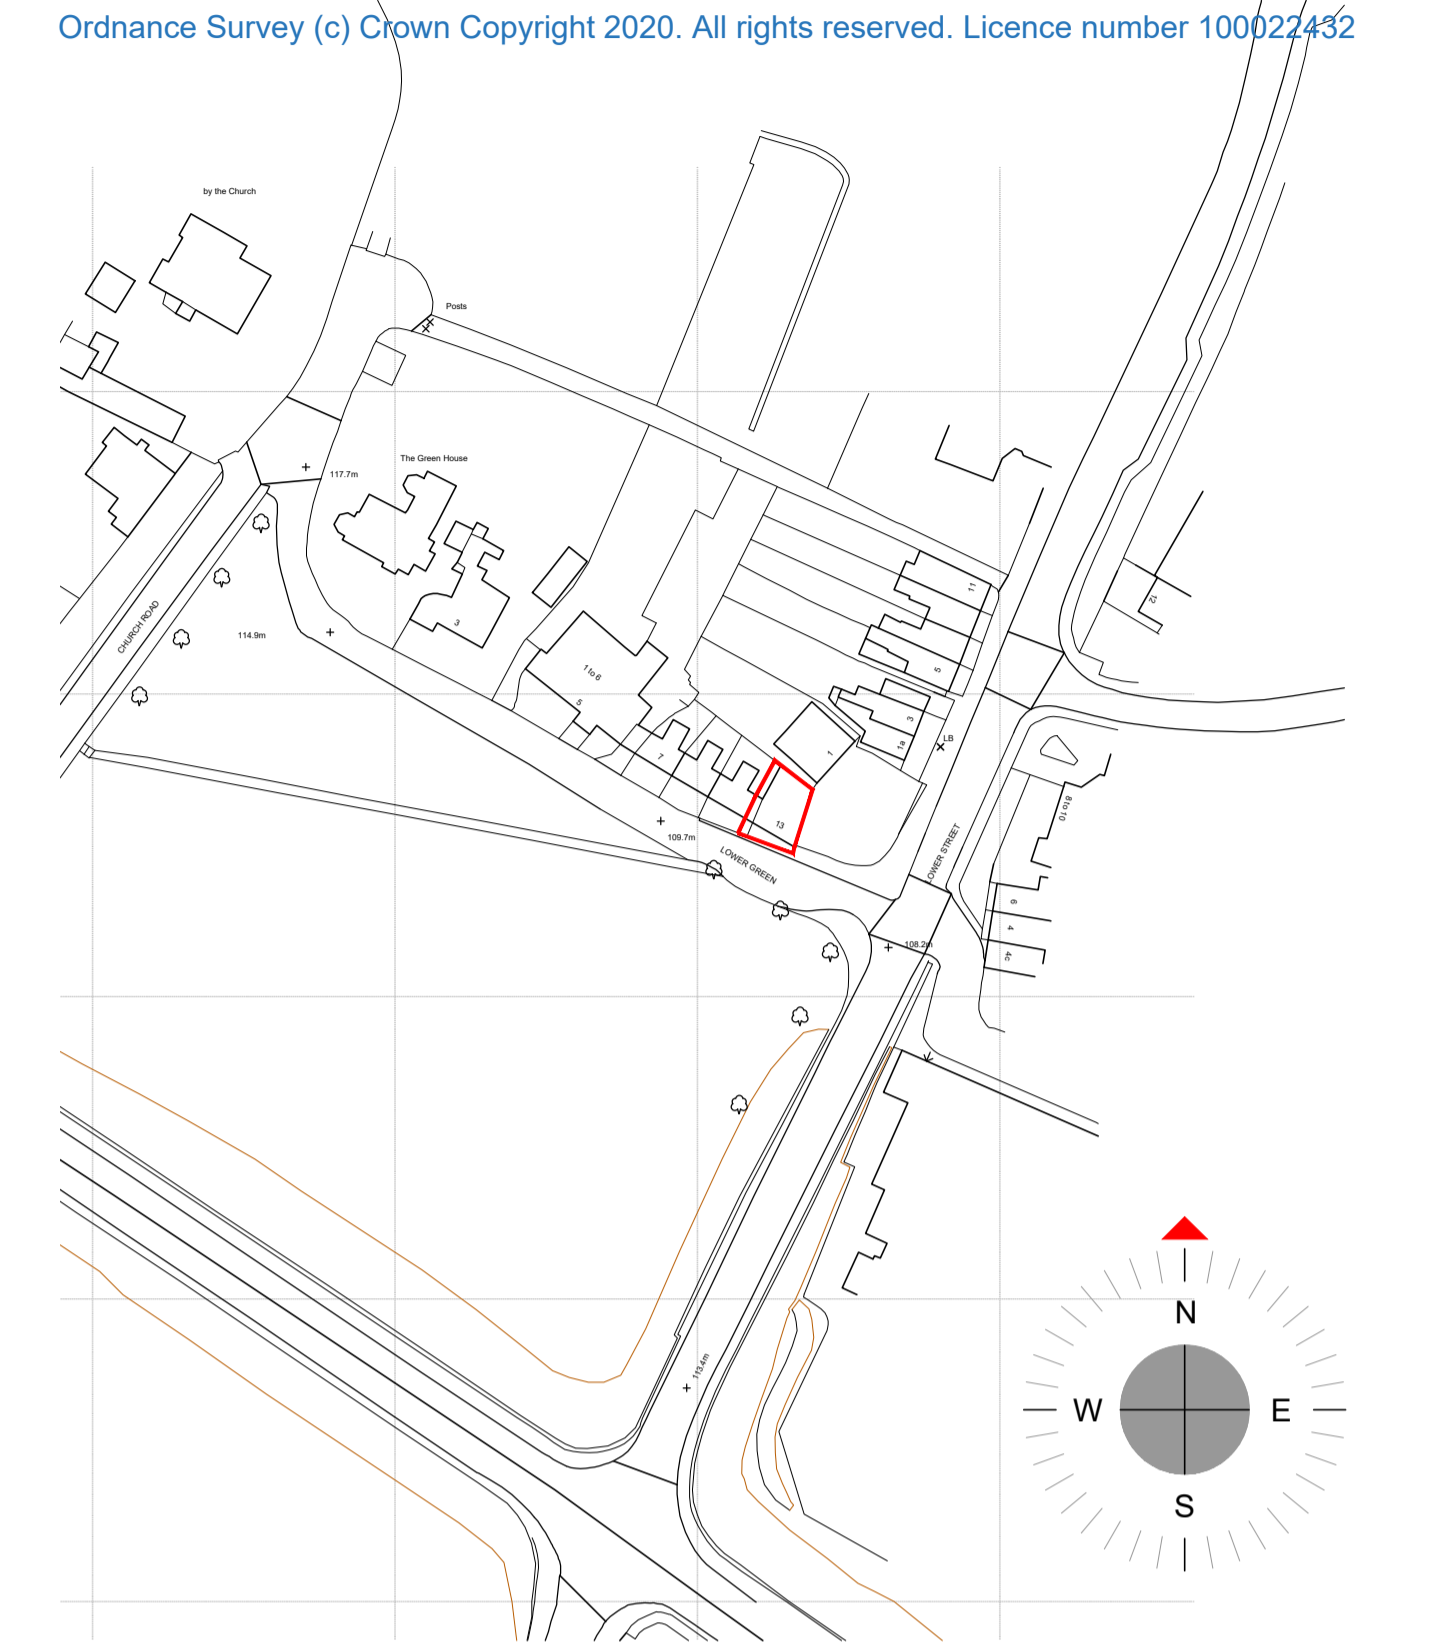 Ordnance Survey (c) Crown Copyright 2020. All rights reserved. Licence number 100022432
by the Church
Posts
The Green House
117.7m
11
12
CHURCH ROAD
114.9m
3
1 to 6
5
5
3
1a
LB
7
1
8 to 10
13
109.7m
LOWER GREEN
LOWER STREET
6
4
4c
108.2m
113.4m
N
W
E
S